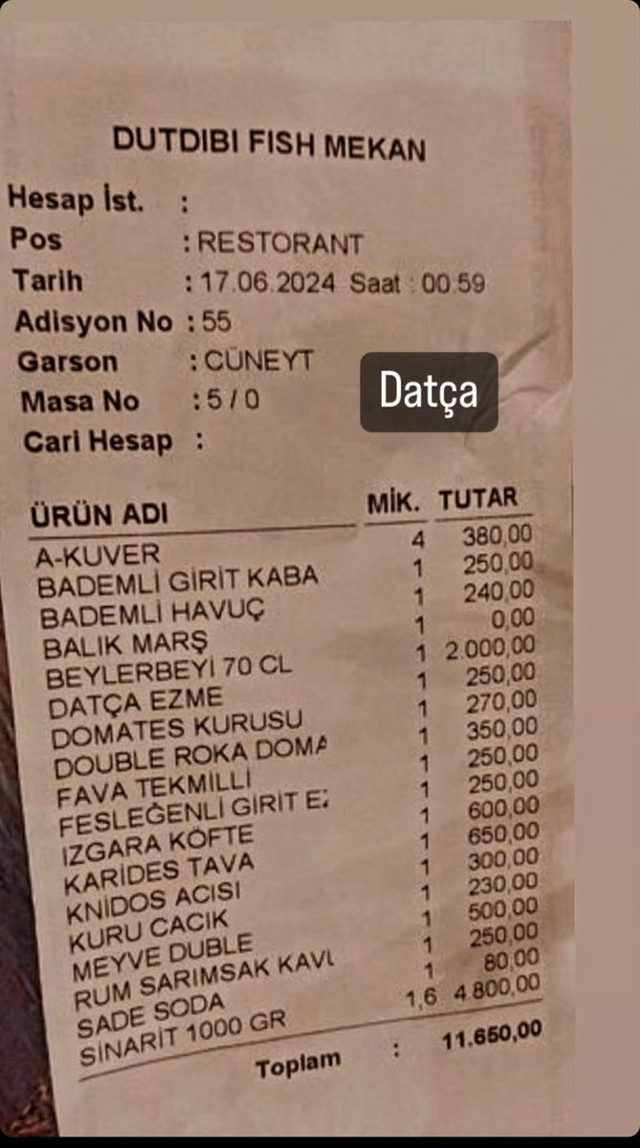 DUTDIBI FISH MEKAN
Hesap İst. :
Pos : RESTORANT
Tarih : 17.06.2024 Saat : 00:59
Adisyon No : 55
Garson : CÜNEYT
Masa No : 5 / 0
Datça
Cari Hesap :
ÜRÜN ADI MİK. TUTAR
A-KUVER 4 380,00
BADEMLİ GİRİT KABA 1 250,00
BADEMLİ HAVUÇ 1 240,00
BALIK MARŞ 1 0,00
BEYLERBEYİ 70 CL 1 2.000,00
DATÇA EZME 1 250,00
DOMATES KURUSU 1 270,00
DOUBLE ROKA DOMA 1 350,00
FAVA TEKMİLLİ 1 250,00
FESLEĞENLİ GİRİT E 1 250,00
IZGARA KÖFTE 1 600,00
KARİDES TAVA 1 650,00
KNİDOS ACISI 1 300,00
KURU CACIK 1 230,00
MEYVE DUBLE 1 500,00
RUM SARIMSAK KAVU 1 250,00
SADE SODA 1 80,00
SİNARİT 1000 GR 1,6 4.800,00
Toplam : 11.650,00